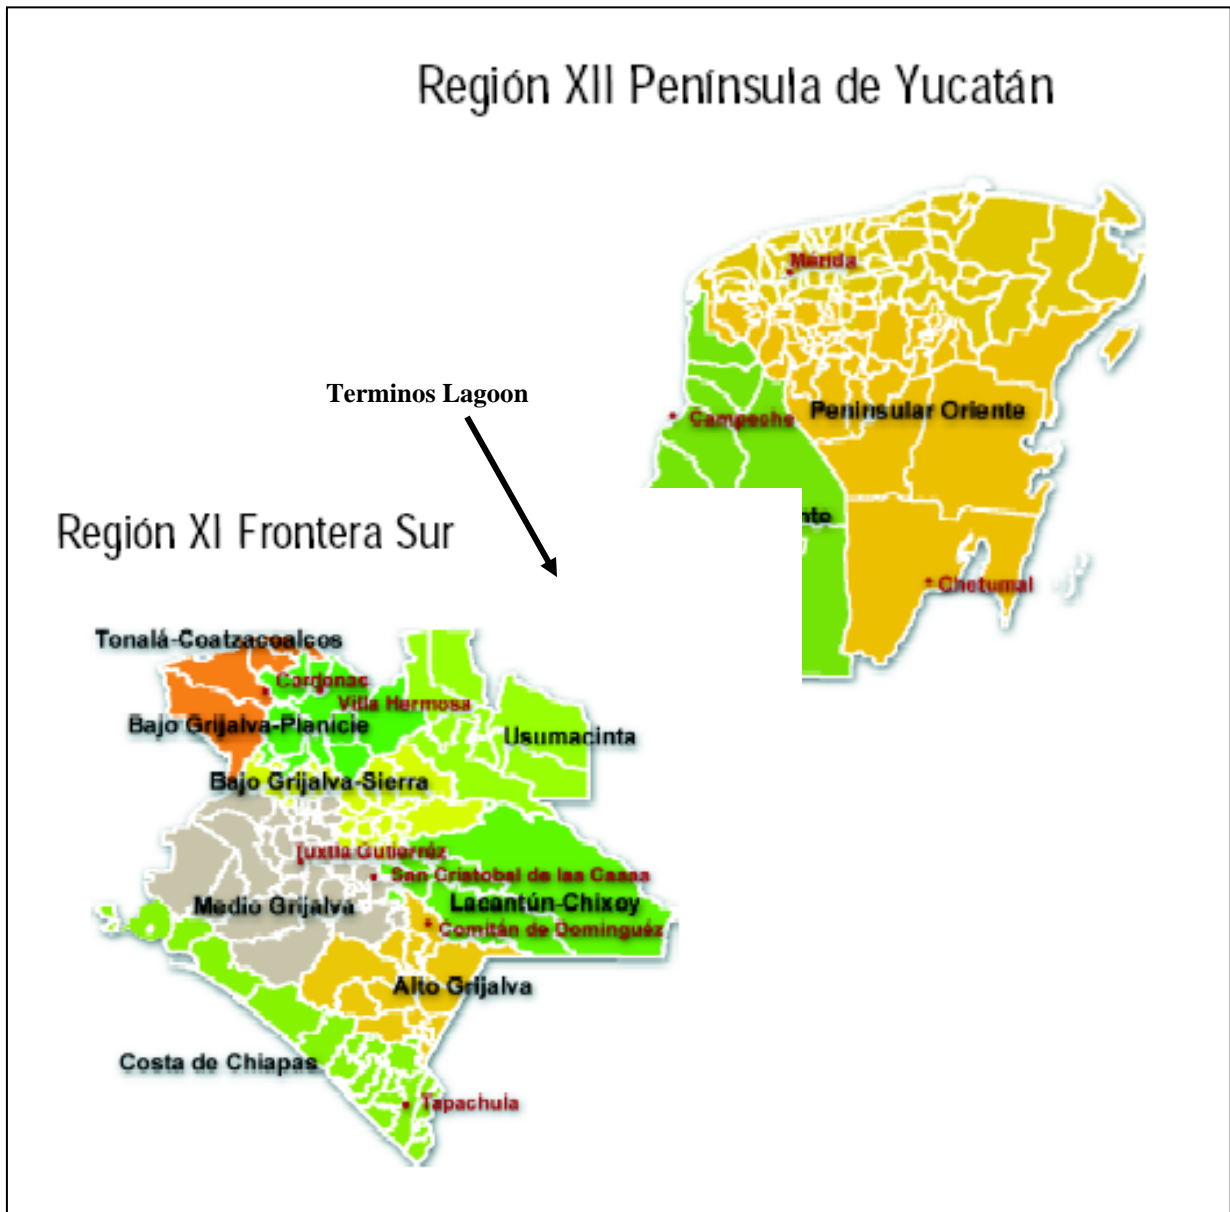 Región XII Península de Yucatán
Mérida
Terminos Lagoon
Campeche
Peninsular Oriente
Región XI Frontera Sur
Chetumal
Tonalá-Coatzacoalcos
Cardonac
Villa Hermosa
Bajo Grijalva-Planicie
Usumacinta
Bajo Grijalva-Sierra
Tuxtla Gutierréz
San Cristobal de las Casas
Medio Grijalva
Lacantún-Chixoy
Comitán de Dominguéz
Alto Grijalva
Costa de Chiapas
Tapachula